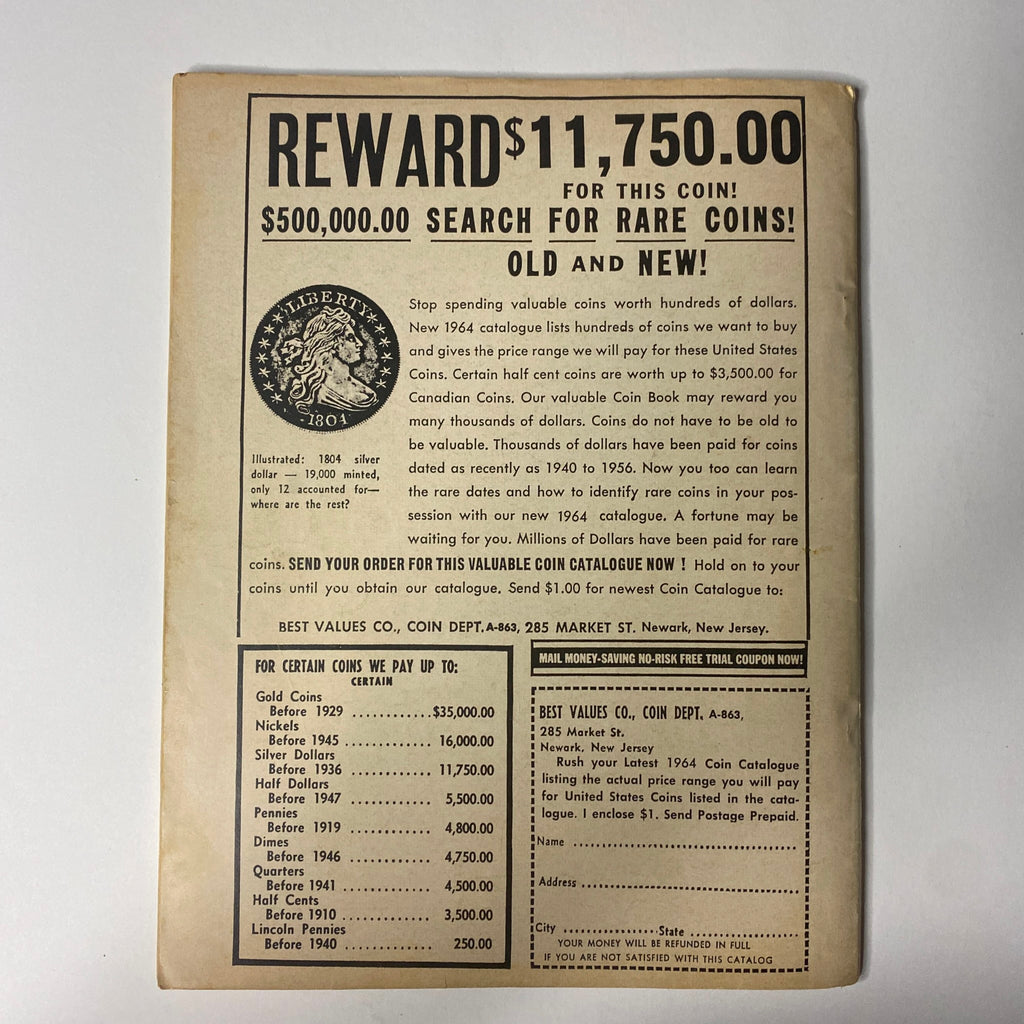 REWARD $11,750.00
FOR THIS COIN!
$500,000.00 SEARCH FOR RARE COINS!
OLD AND NEW!
LIBERTY
1804
Illustrated: 1804 silver
dollar — 19,000 minted,
only 12 accounted for—
where are the rest?
Stop spending valuable coins worth hundreds of dollars.
New 1964 catalogue lists hundreds of coins we want to buy
and gives the price range we will pay for these United States
Coins. Certain half cent coins are worth up to $3,500.00 for
Canadian Coins. Our valuable Coin Book may reward you
many thousands of dollars. Coins do not have to be old to
be valuable. Thousands of dollars have been paid for coins
dated as recently as 1940 to 1956. Now you too can learn
the rare dates and how to identify rare coins in your pos-
session with our new 1964 catalogue. A fortune may be
waiting for you. Millions of Dollars have been paid for rare
coins. SEND YOUR ORDER FOR THIS VALUABLE COIN CATALOGUE NOW ! Hold on to your
coins until you obtain our catalogue. Send $1.00 for newest Coin Catalogue to:
BEST VALUES CO., COIN DEPT. A-863, 285 MARKET ST. Newark, New Jersey.
FOR CERTAIN COINS WE PAY UP TO:
CERTAIN
Gold Coins
Before 1929 ............$35,000.00
Nickels
Before 1945 ............. 16,000.00
Silver Dollars
Before 1936 ............ 11,750.00
Half Dollars
Before 1947 ............ 5,500.00
Pennies
Before 1919 ............ 4,800.00
Dimes
Before 1946 ............ 4,750.00
Quarters
Before 1941 ............. 4,500.00
Half Cents
Before 1910 ............. 3,500.00
Lincoln Pennies
Before 1940 ............. 250.00
MAIL MONEY-SAVING NO-RISK FREE TRIAL COUPON NOW!
BEST VALUES CO., COIN DEPT. A-863,
285 Market St.
Newark, New Jersey
Rush your Latest 1964 Coin Catalogue
listing the actual price range you will pay
for United States Coins listed in the cata-
logue. I enclose $1. Send Postage Prepaid.
Name ........................................
Address ......................................
City .................. State ......................
YOUR MONEY WILL BE REFUNDED IN FULL
IF YOU ARE NOT SATISFIED WITH THIS CATALOG